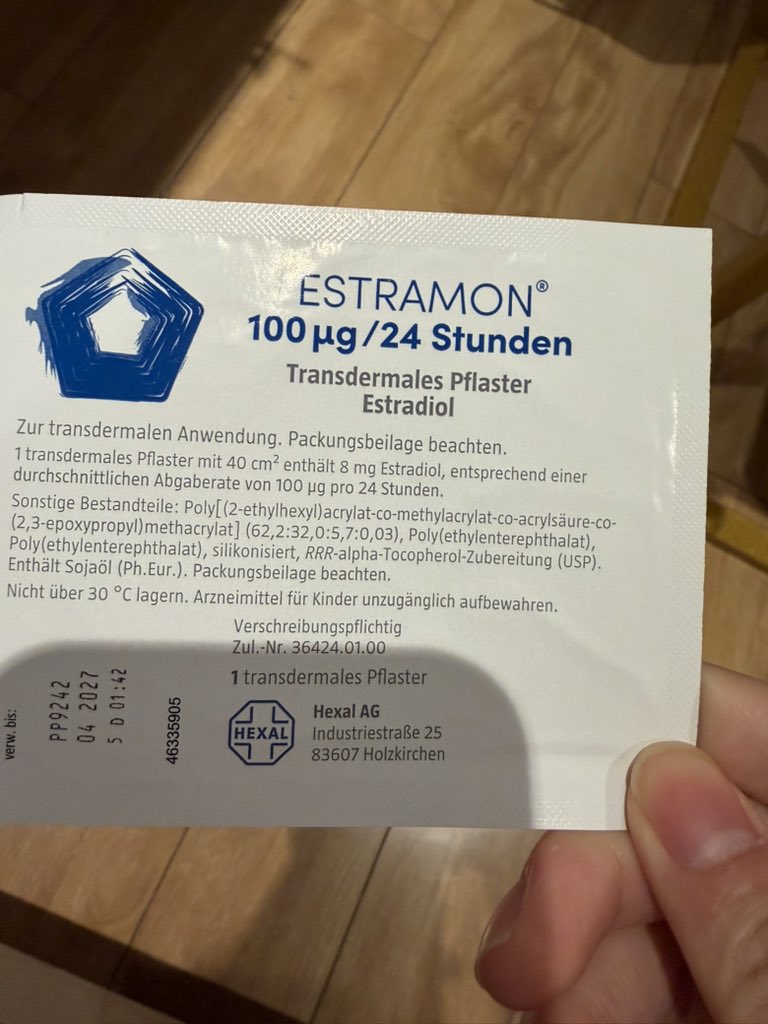 ESTRAMON®
100 µg/24 Stunden
Transdermales Pflaster
Estradiol
Zur transdermalen Anwendung. Packungsbeilage beachten.
1 transdermales Pflaster mit 40 cm² enthält 8 mg Estradiol, entsprechend einer
durchschnittlichen Abgaberate von 100 µg pro 24 Stunden.
Sonstige Bestandteile: Poly[(2-ethylhexyl)acrylat-co-methylacrylat-co-acrylsäure-co-
(2,3-epoxypropyl)methacrylat] (62,2:32,0:5,7:0,03), Poly(ethylenterephthalat),
Poly(ethylenterephthalat), silikonisiert, RRR-alpha-Tocopherol-Zubereitung (USP).
Enthält Sojaöl (Ph.Eur.). Packungsbeilage beachten.
Nicht über 30 °C lagern. Arzneimittel für Kinder unzugänglich aufbewahren.
Verschreibungspflichtig
Zul.-Nr. 36424.01.00
1 transdermales Pflaster
HEXAL
Hexal AG
Industriestraße 25
83607 Holzkirchen
verw. bis:
PP9242
04 2027
5 D 01:42
46335905